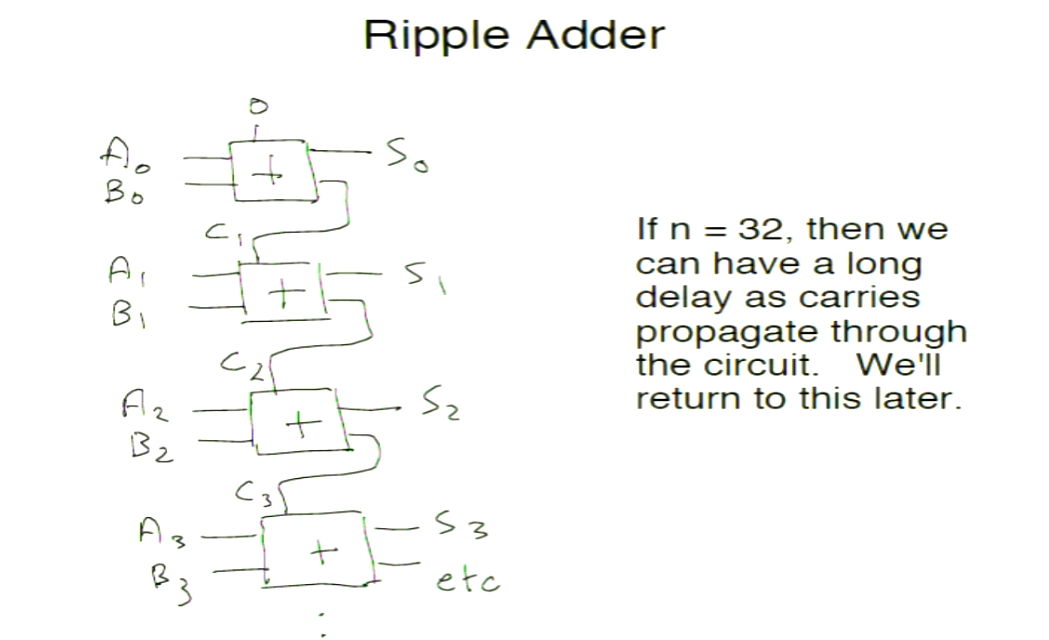 Ripple Adder
0
A0 + S0
B0
C1
A1 + S1
B1
C2
A2 + S2
B2
C3
A3 + S3
B3 etc
:
If n = 32, then we
can have a long
delay as carries
propagate through
the circuit. We'll
return to this later.